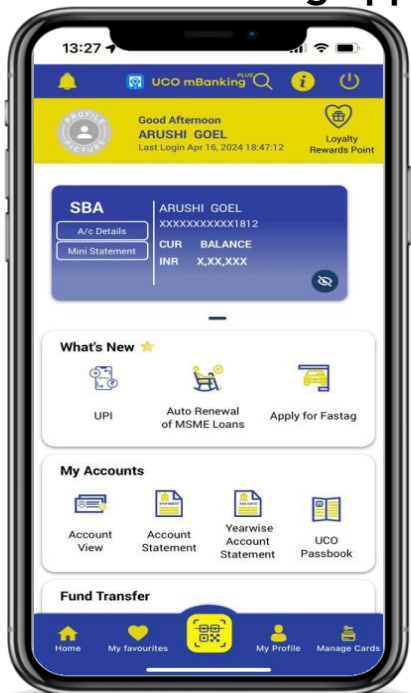 13:27
UCO mBanking PLUS
i
PROFILE
PICTURE
Good Afternoon
ARUSHI GOEL
Last Login Apr 16, 2024 18:47:12
Loyalty
Rewards Point
SBA
A/c Details
Mini Statement
ARUSHI GOEL
XXXXXXXXXXX1812
CUR BALANCE
INR X,XX,XXX
What's New
UPI
Auto Renewal
of MSME Loans
Apply for Fastag
My Accounts
Account
View
Account
Statement
Yearwise
Account
Statement
UCO
Passbook
Fund Transfer
Home
My favourites
My Profile
Manage Cards